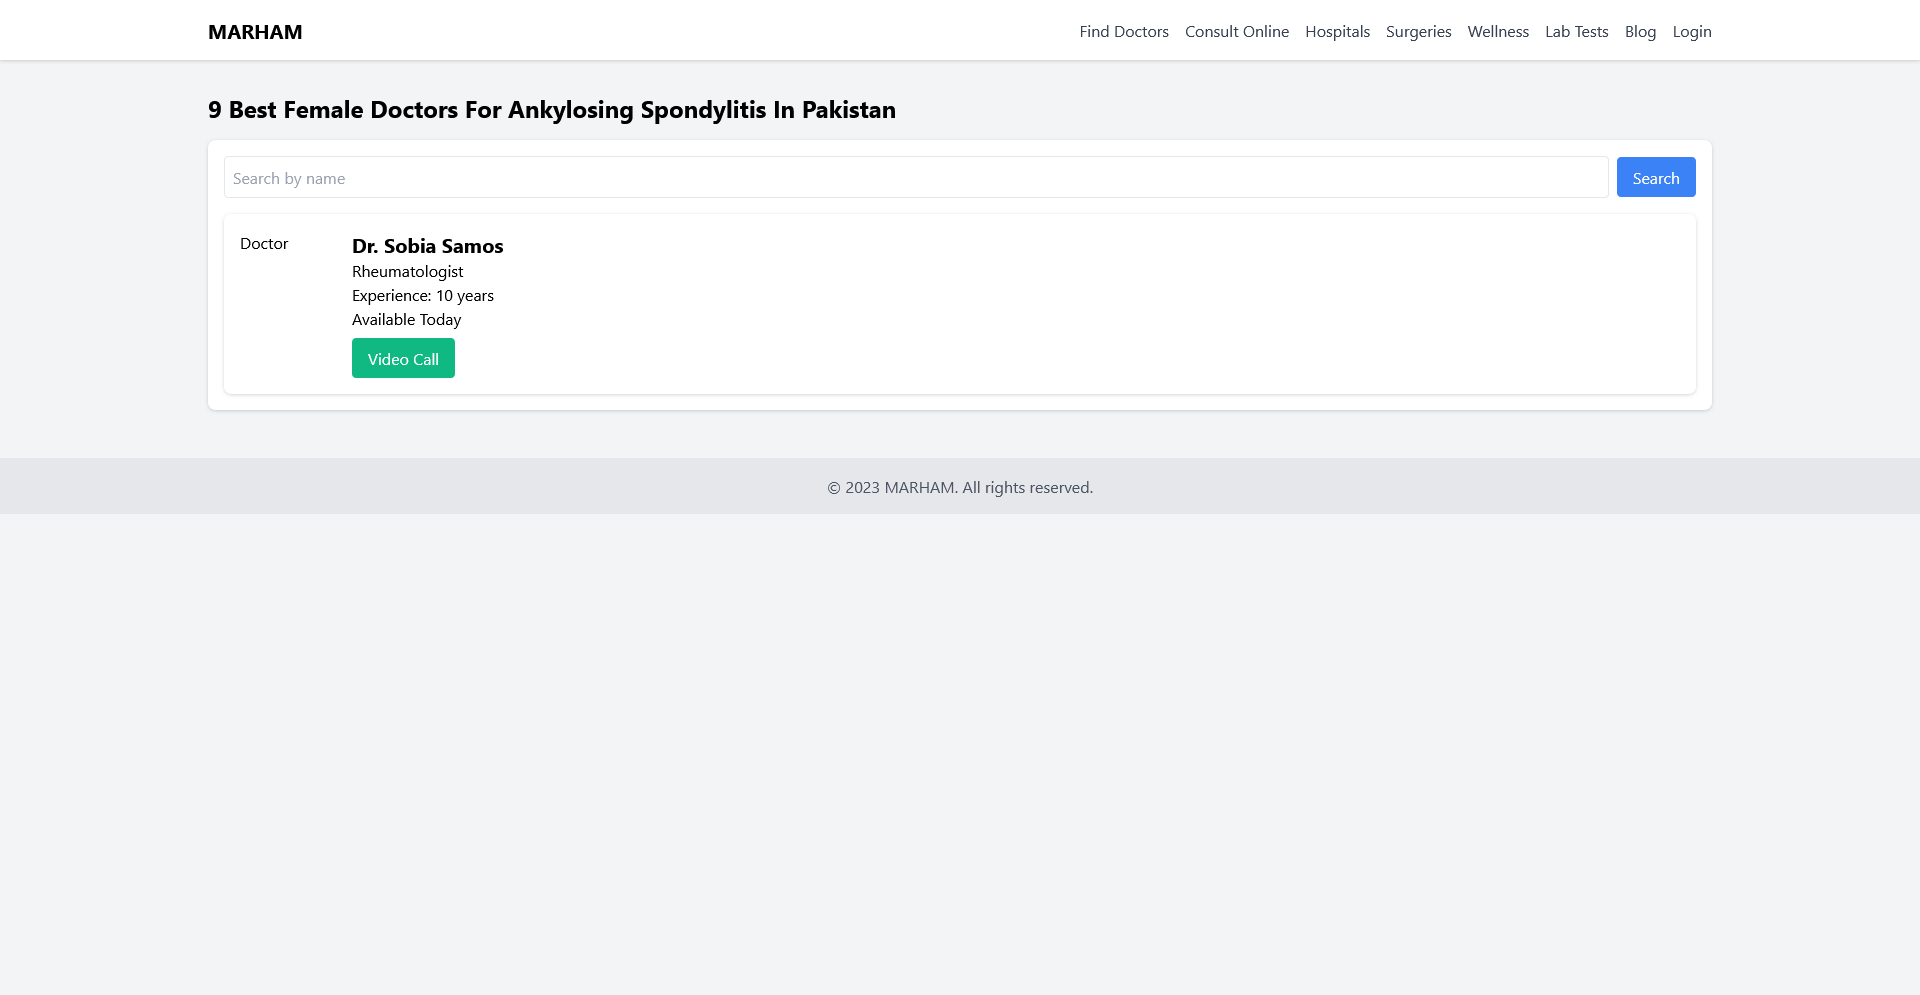 MARHAM
Find Doctors Consult Online Hospitals Surgeries Wellness Lab Tests Blog Login
9 Best Female Doctors For Ankylosing Spondylitis In Pakistan
Search by name
Search
Doctor
Dr. Sobia Samos
Rheumatologist
Experience: 10 years
Available Today
Video Call
© 2023 MARHAM. All rights reserved.